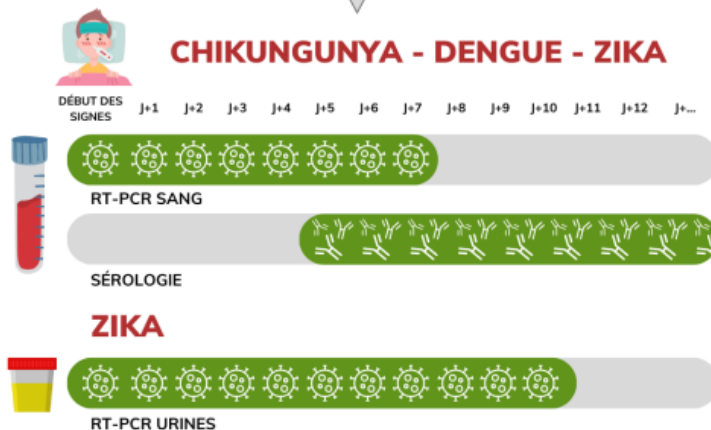 CHIKUNGUNYA - DENGUE - ZIKA
DÉBUT DES
SIGNES
J+1 J+2 J+3 J+4 J+5 J+6 J+7 J+8 J+9 J+10 J+11 J+12 J+...
RT-PCR SANG
SÉROLOGIE
ZIKA
RT-PCR URINES